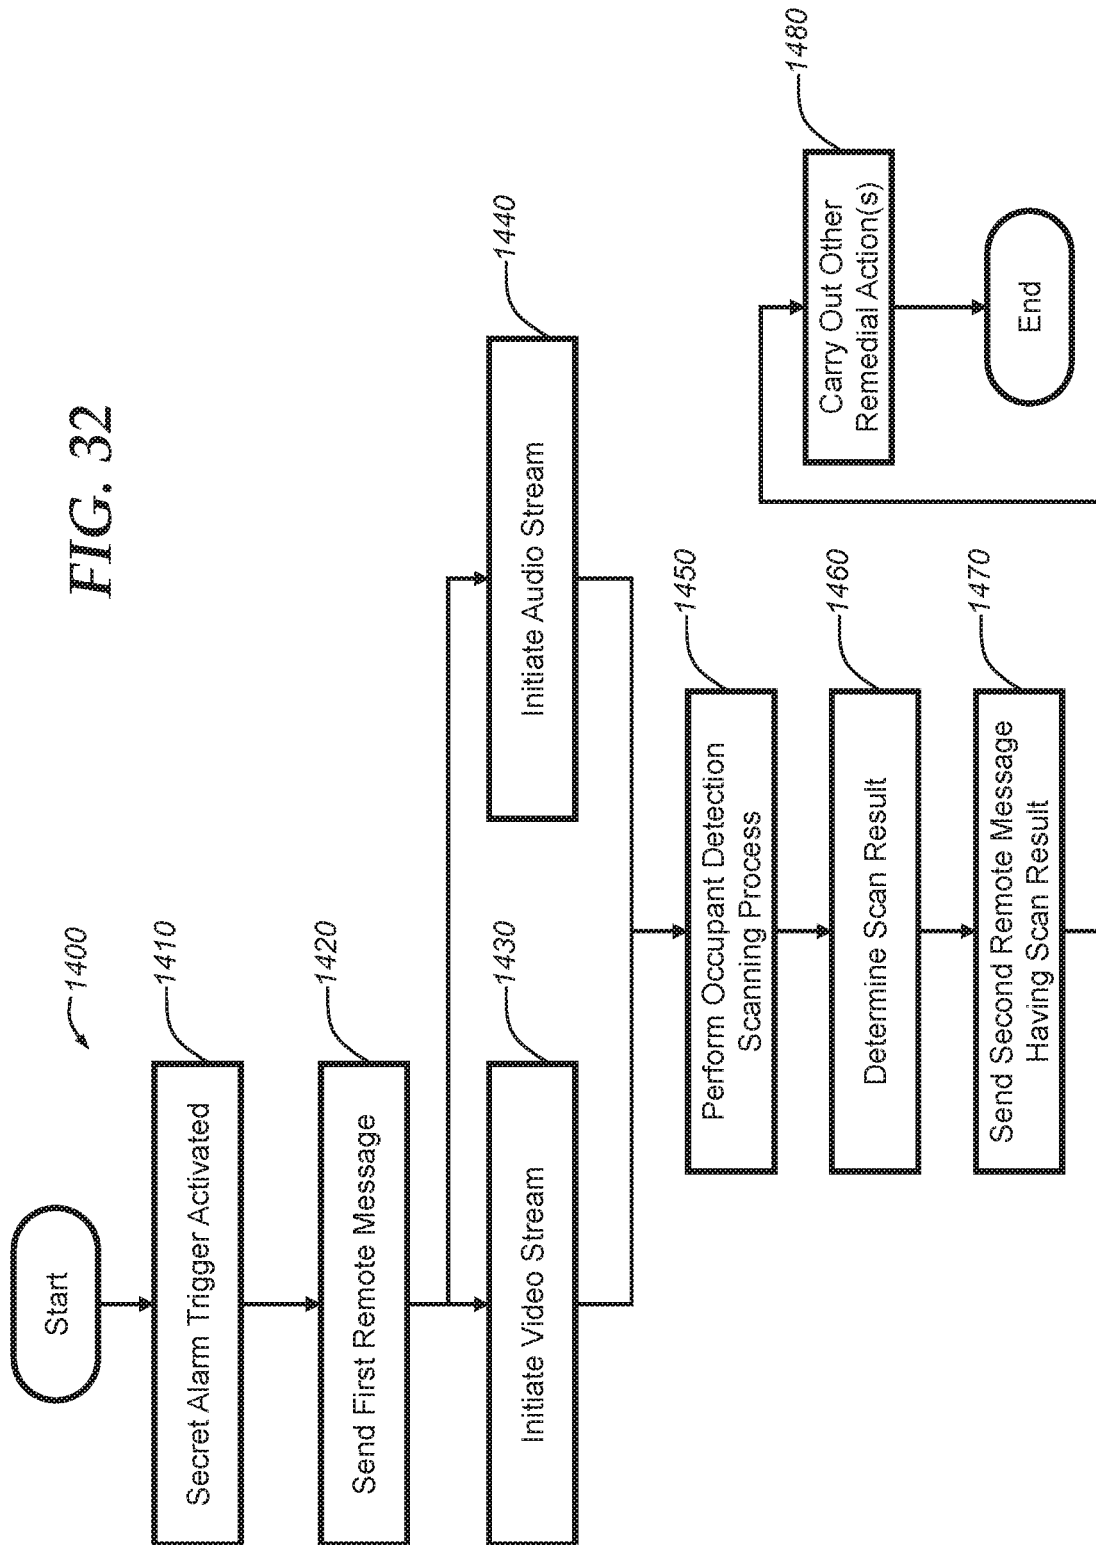 FIG. 32
1400
Start
Secret Alarm Trigger Activated
1410
Send First Remote Message
1420
Initiate Video Stream
1430
Initiate Audio Stream
1440
Perform Occupant Detection
Scanning Process
1450
Determine Scan Result
1460
Send Second Remote Message
Having Scan Result
1470
Carry Out Other
Remedial Action(s)
1480
End